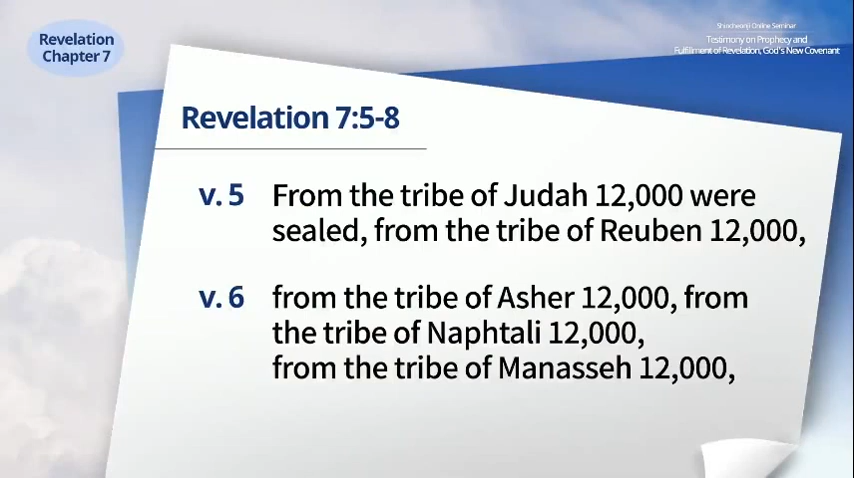 Revelation
Chapter 7
Shincheonji Online Seminar
Testimony on Prophecy and
Fulfillment of Revelation, God's New Covenant
Revelation 7:5-8
v. 5 From the tribe of Judah 12,000 were
sealed, from the tribe of Reuben 12,000,
v. 6 from the tribe of Asher 12,000, from
the tribe of Naphtali 12,000,
from the tribe of Manasseh 12,000,